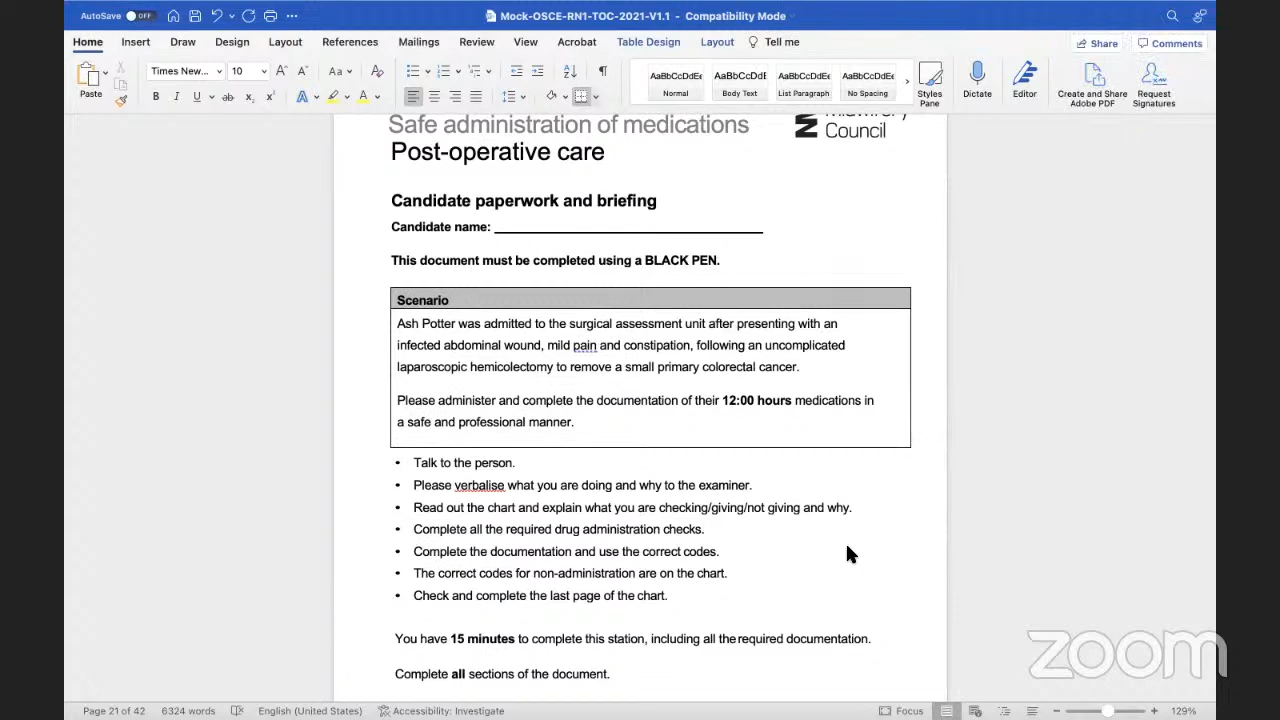 AutoSave OFF Mock-OSCE-RN1-TOC-2021-V1.1 - Compatibility Mode
Home Insert Draw Design Layout References Mailings Review View Acrobat Table Design Layout Tell me Share Comments
Paste Times New... 10 A^ Aˇ Aa AaBbCcDdEe AaBbCcDdE AaBbCcDdEe AaBbCcDdEe
B I U ab x₂ x² A A Normal Body Text List Paragraph No Spacing Styles Pane Dictate Editor Create and Share Adobe PDF Request Signatures
Safe administration of medications
Midwifery
Council
Post-operative care
Candidate paperwork and briefing
Candidate name:
This document must be completed using a BLACK PEN.
Scenario
Ash Potter was admitted to the surgical assessment unit after presenting with an
infected abdominal wound, mild pain and constipation, following an uncomplicated
laparoscopic hemicolectomy to remove a small primary colorectal cancer.
Please administer and complete the documentation of their 12:00 hours medications in
a safe and professional manner.
• Talk to the person.
• Please verbalise what you are doing and why to the examiner.
• Read out the chart and explain what you are checking/giving/not giving and why.
• Complete all the required drug administration checks.
• Complete the documentation and use the correct codes.
• The correct codes for non-administration are on the chart.
• Check and complete the last page of the chart.
You have 15 minutes to complete this station, including all the required documentation.
Complete all sections of the document.
zoom
Page 21 of 42 6324 words English (United States) Accessibility: Investigate Focus 129%